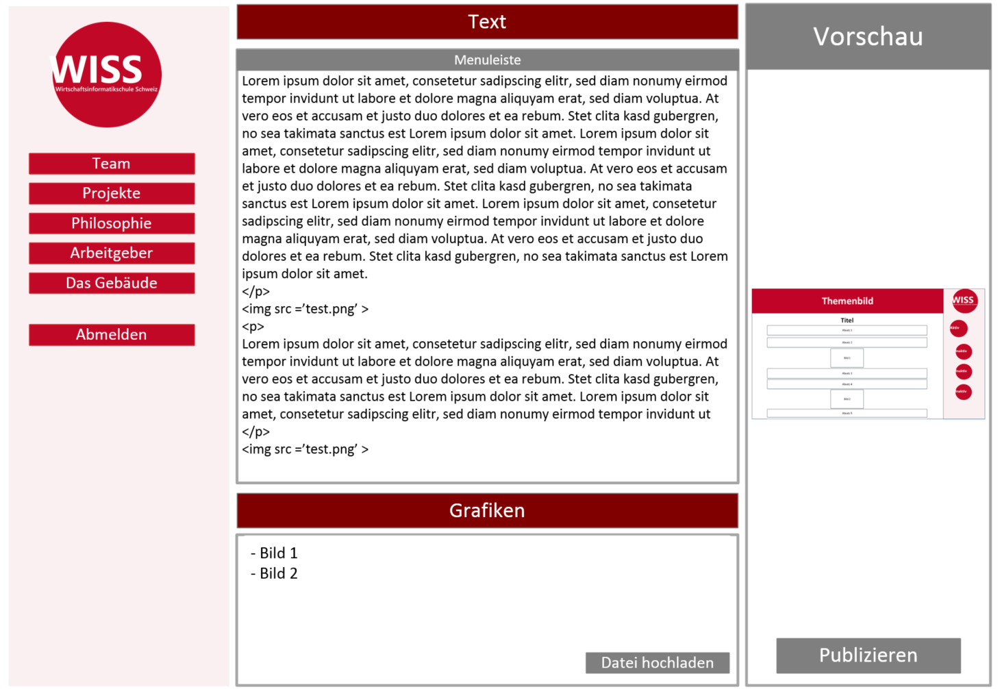 WISS
Wirtschaftsinformatikschule Schweiz
Team
Projekte
Philosophie
Arbeitgeber
Das Gebäude
Abmelden
Text
Menuleiste
Lorem ipsum dolor sit amet, consetetur sadipscing elitr, sed diam nonumy eirmod
tempor invidunt ut labore et dolore magna aliquyam erat, sed diam voluptua. At
vero eos et accusam et justo duo dolores et ea rebum. Stet clita kasd gubergren,
no sea takimata sanctus est Lorem ipsum dolor sit amet. Lorem ipsum dolor sit
amet, consetetur sadipscing elitr, sed diam nonumy eirmod tempor invidunt ut
labore et dolore magna aliquyam erat, sed diam voluptua. At vero eos et accusam
et justo duo dolores et ea rebum. Stet clita kasd gubergren, no sea takimata
sanctus est Lorem ipsum dolor sit amet. Lorem ipsum dolor sit amet, consetetur
sadipscing elitr, sed diam nonumy eirmod tempor invidunt ut labore et dolore
magna aliquyam erat, sed diam voluptua. At vero eos et accusam et justo duo
dolores et ea rebum. Stet clita kasd gubergren, no sea takimata sanctus est Lorem
ipsum dolor sit amet.
</p>
<img src =’test.png’ >
<p>
Lorem ipsum dolor sit amet, consetetur sadipscing elitr, sed diam nonumy eirmod
tempor invidunt ut labore et dolore magna aliquyam erat, sed diam voluptua. At
vero eos et accusam et justo duo dolores et ea rebum. Stet clita kasd gubergren,
no sea takimata sanctus est Lorem ipsum dolor sit amet. Lorem ipsum dolor sit
amet, consetetur sadipscing elitr, sed diam nonumy eirmod tempor invidunt ut
</p>
<img src =’test.png’ >
Grafiken
- Bild 1
- Bild 2
Datei hochladen
Vorschau
Themenbild
WISS
Titel
Aktiv
Bild 1
Inaktiv
Inaktiv
Bild 2
Inaktiv
Publizieren